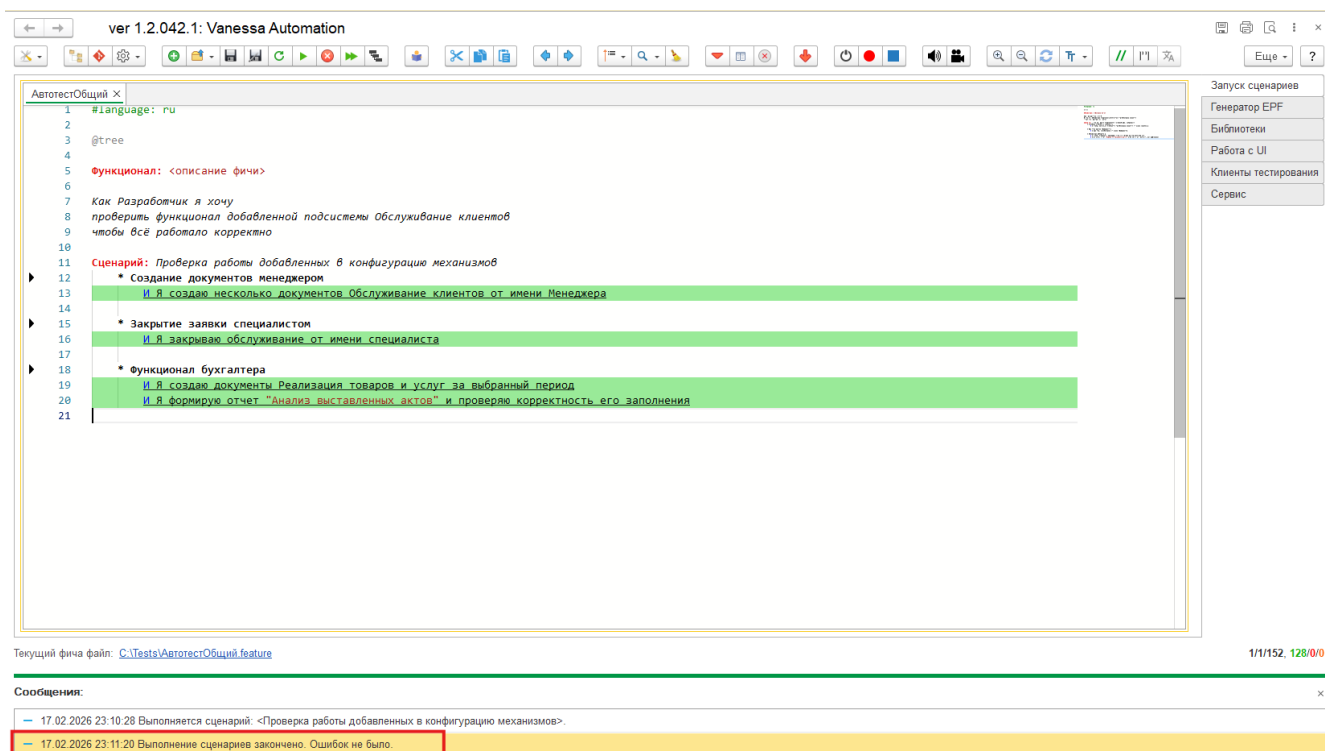 ver 1.2.042.1: Vanessa Automation
Еще
?
АвтотестОбщий ×
Запуск сценариев
Генератор EPF
Библиотеки
Работа с UI
Клиенты тестирования
Сервис
1 #language: ru
2
3 @tree
4
5 Функционал: <описание фичи>
6
7 Как Разработчик я хочу
8 проверить функционал добавленной подсистемы Обслуживание клиентов
9 чтобы всё работало корректно
10
11 Сценарий: Проверка работы добавленных в конфигурацию механизмов
12 * Создание документов менеджером
13 И Я создаю несколько документов Обслуживание клиентов от имени Менеджера
14
15 * Закрытие заявки специалистом
16 И Я закрываю обслуживание от имени специалиста
17
18 * Функционал бухгалтера
19 И Я создаю документы Реализация товаров и услуг за выбранный период
20 И Я формирую отчет "Анализ выставленных актов" и проверяю корректность его заполнения
21
Текущий фича файл: C:\Tests\АвтотестОбщий.feature
1/1/152, 128/0/0
Сообщения:
17.02.2026 23:10:28 Выполняется сценарий: <Проверка работы добавленных в конфигурацию механизмов>.
17.02.2026 23:11:20 Выполнение сценариев закончено. Ошибок не было.